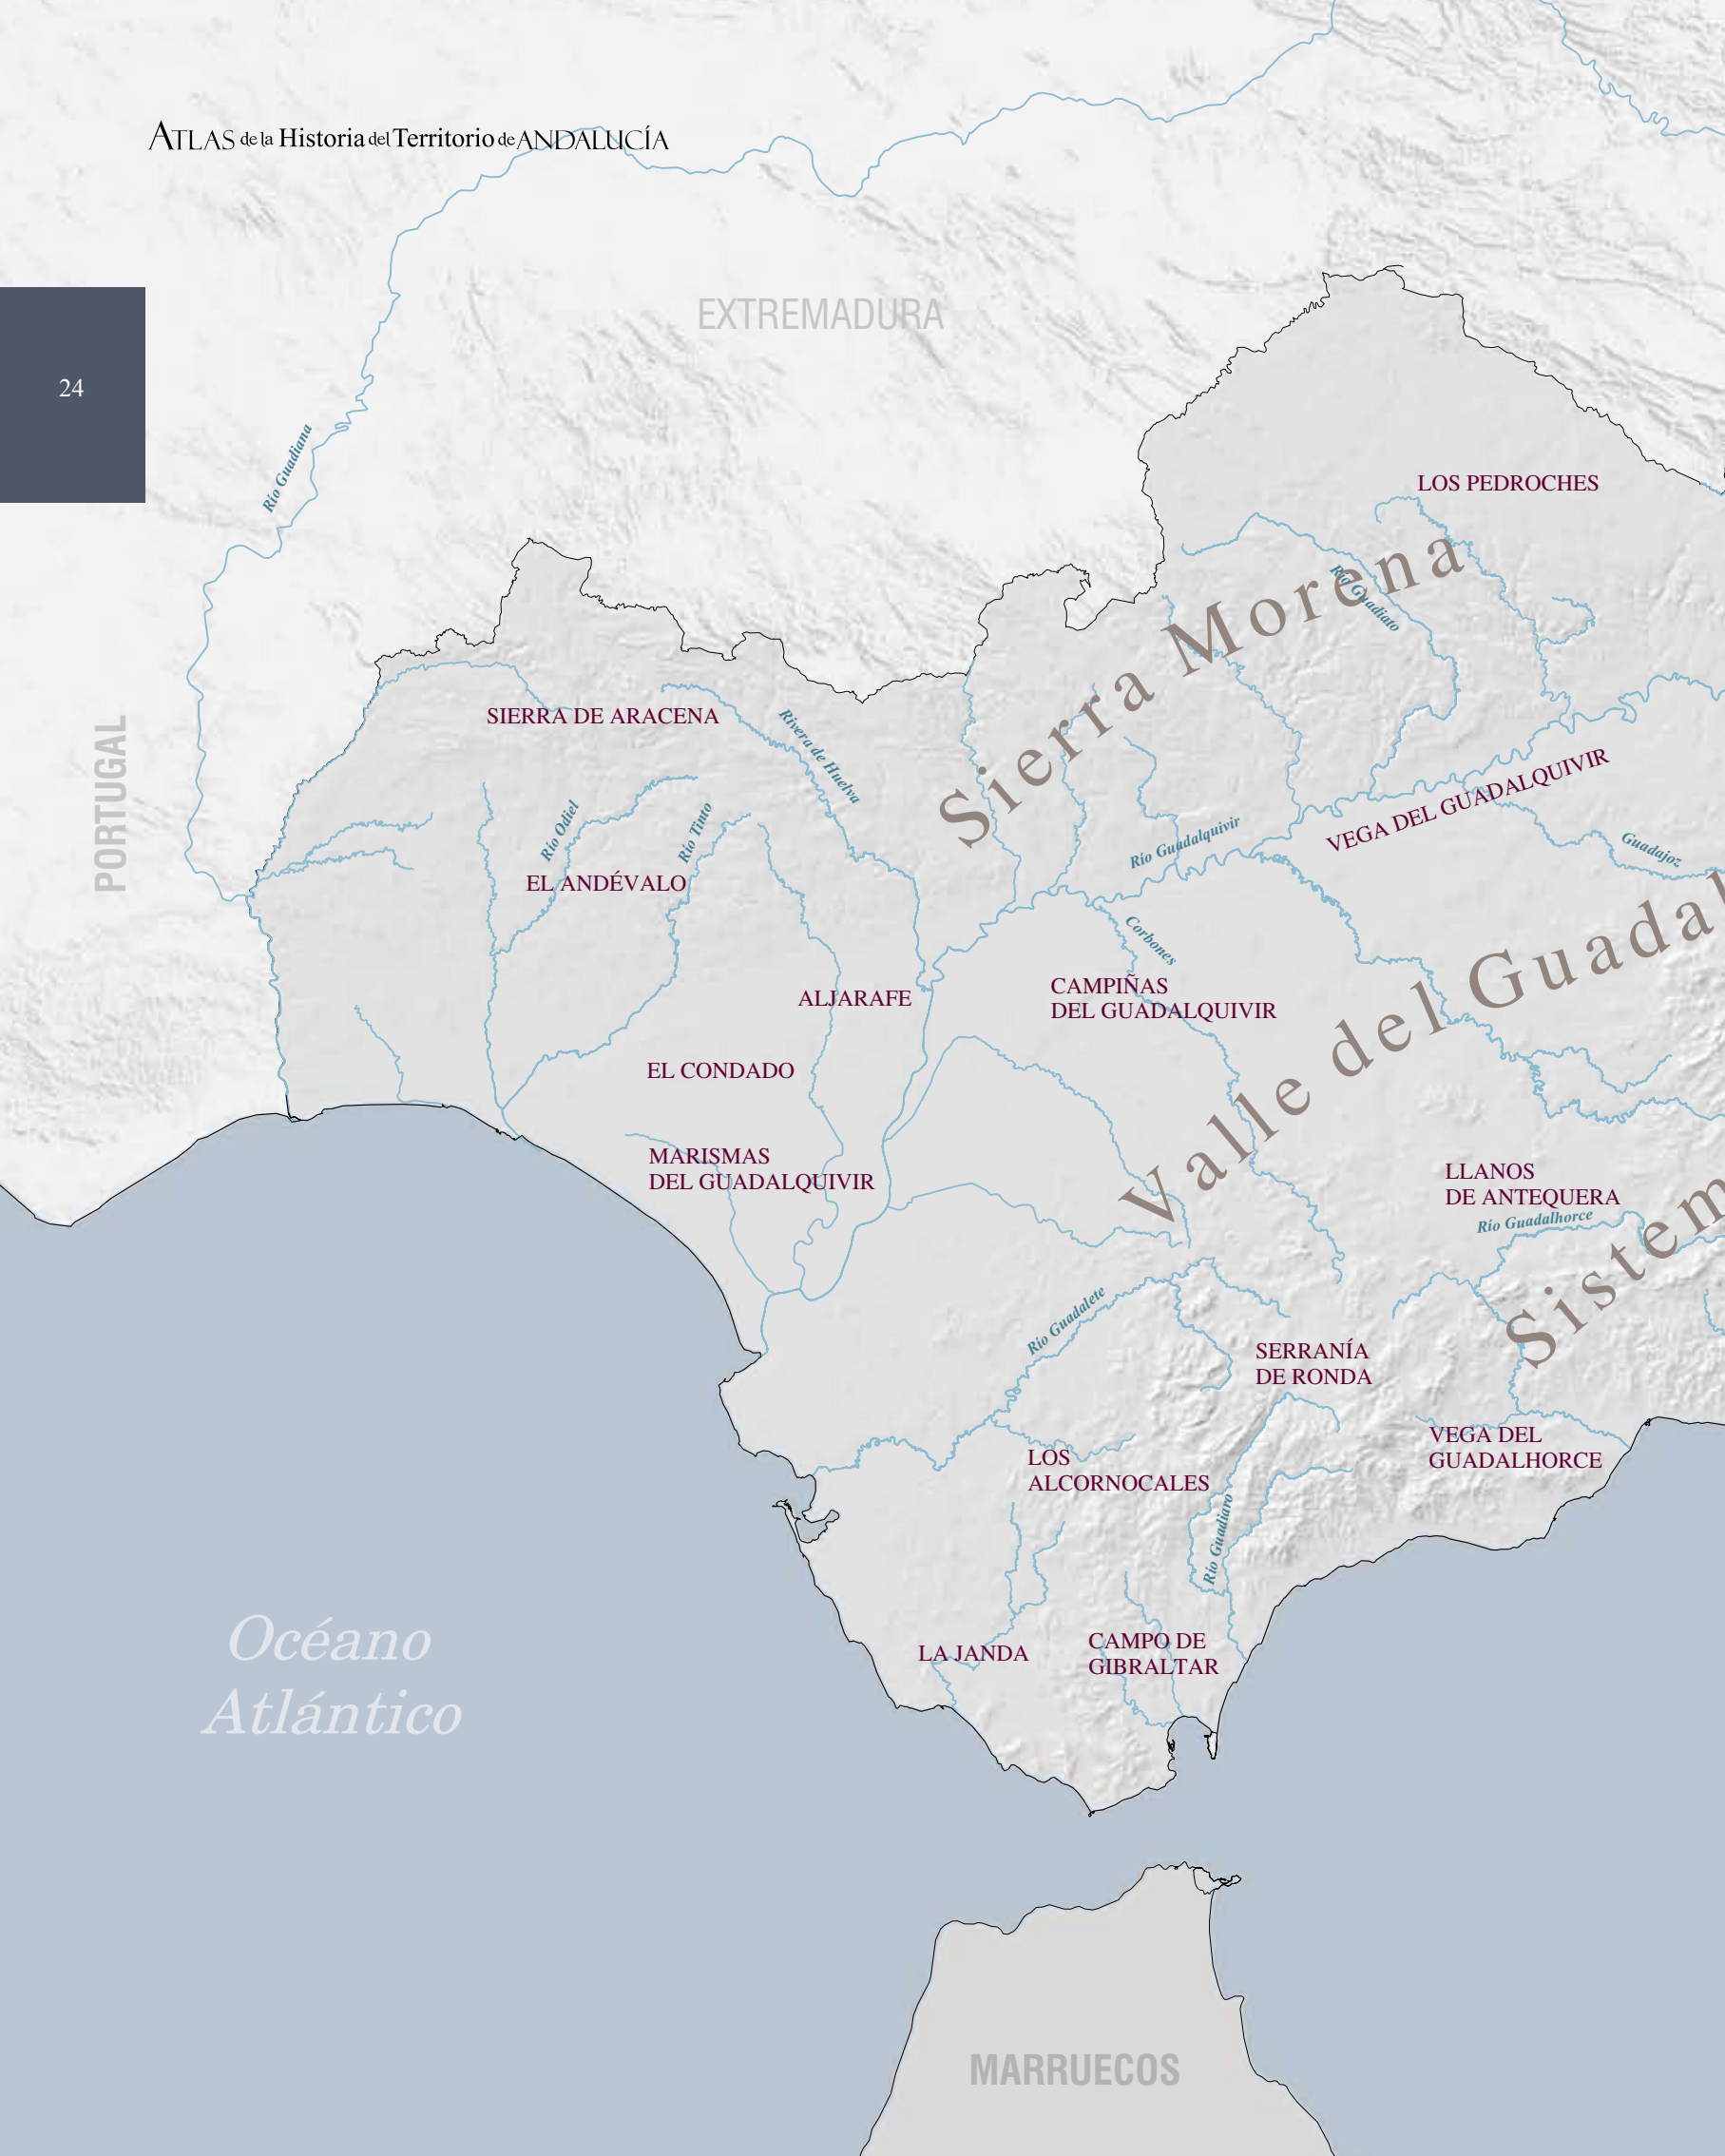 ATLAS de la Historia del Territorio de ANDALUCÍA
EXTREMADURA
24
Río Guadiana
LOS PEDROCHES
Sierra Morena
Río Guadiato
SIERRA DE ARACENA
Rivera de Huelva
PORTUGAL
VEGA DEL GUADALQUIVIR
Río Odiel
Río Tinto
Río Guadalquivir
Guadajoz
EL ANDÉVALO
Corbones
Valle del Guadal
ALJARAFE
CAMPIÑAS
DEL GUADALQUIVIR
EL CONDADO
MARISMAS
DEL GUADALQUIVIR
LLANOS
DE ANTEQUERA
Río Guadalhorce
Sistem
Río Guadalete
SERRANÍA
DE RONDA
VEGA DEL
GUADALHORCE
LOS
ALCORNOCALES
Río Guadiaro
LA JANDA
CAMPO DE
GIBRALTAR
Océano
Atlántico
MARRUECOS